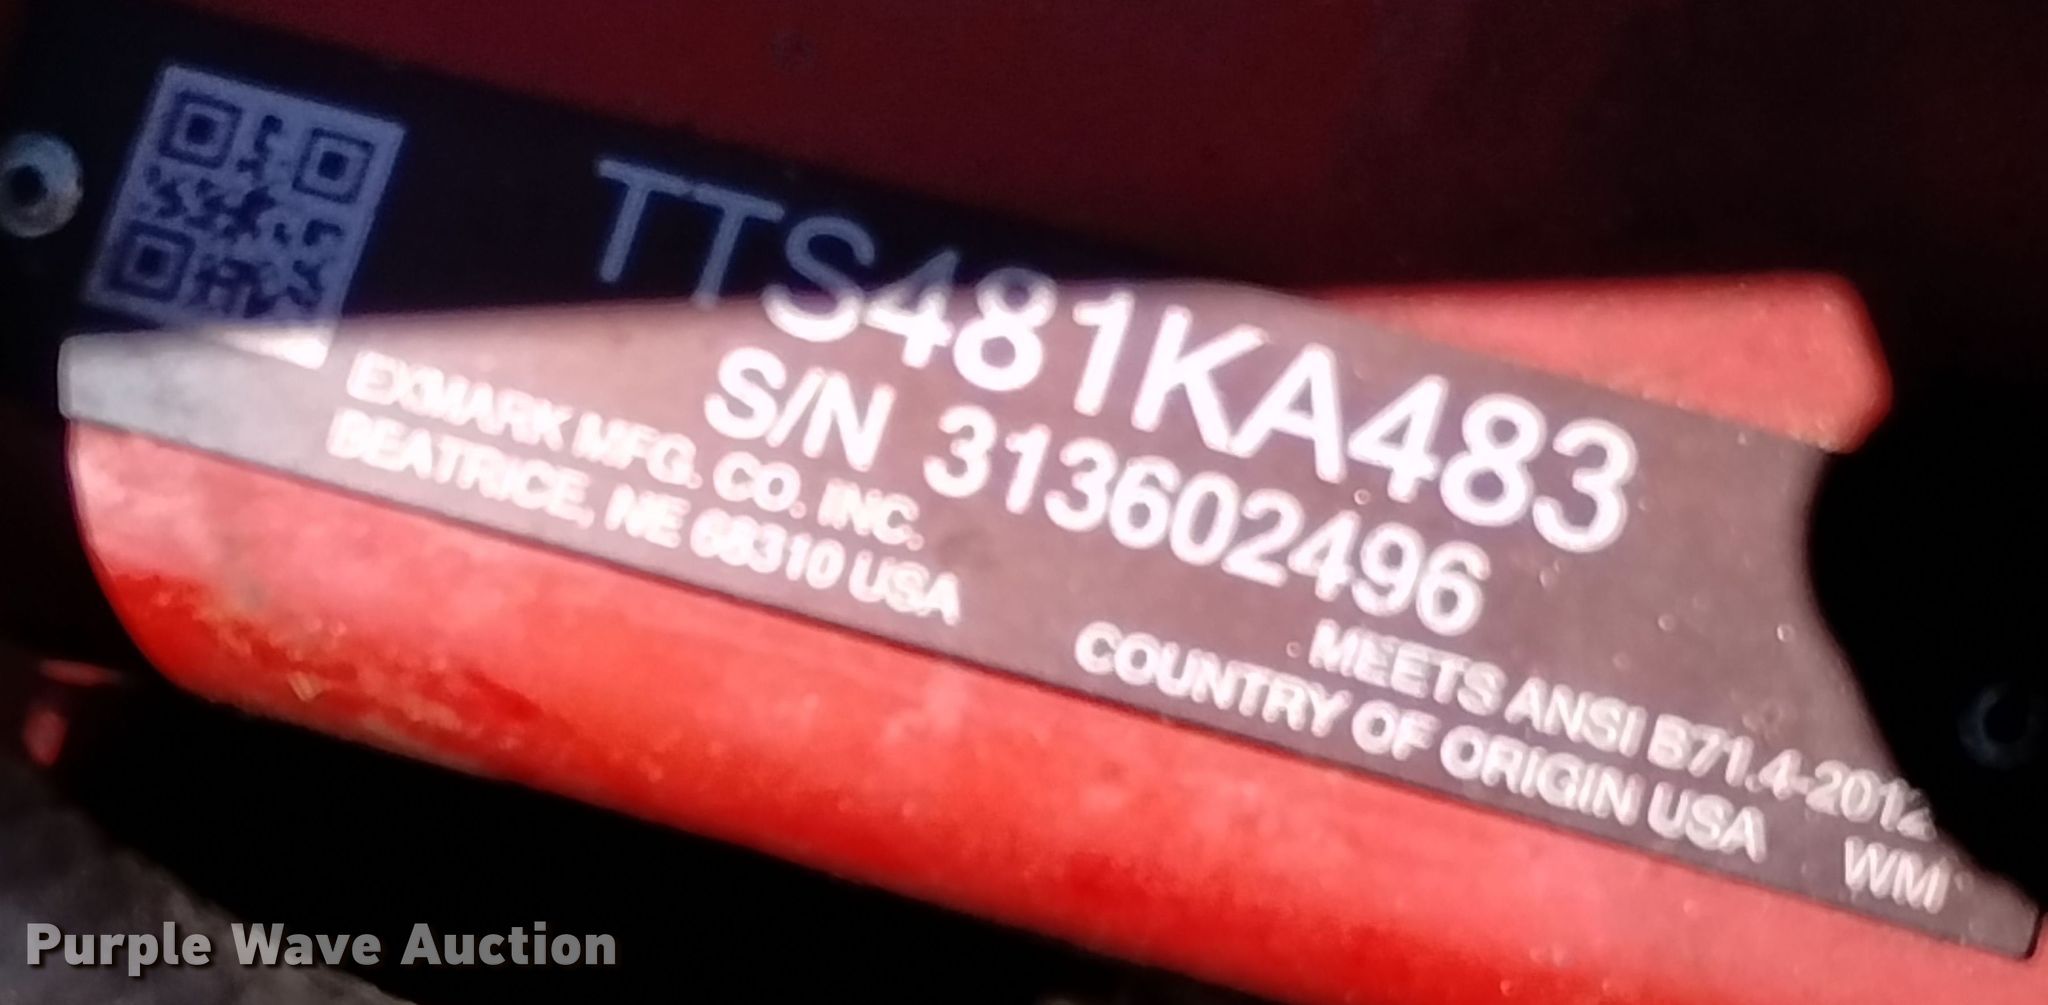 TTS481KA483
S/N 313602496
EXMARK MFG. CO. INC.
BEATRICE, NE 68310 USA
MEETS ANSI B71.4-2012
COUNTRY OF ORIGIN USA WM
Purple Wave Auction